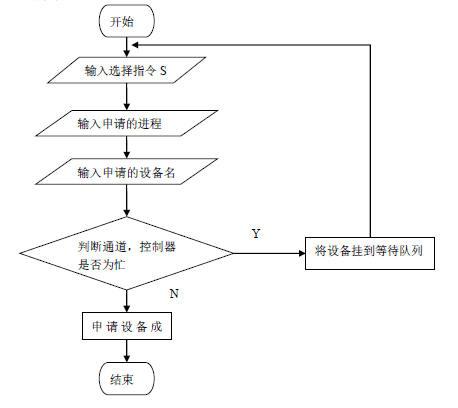 开始
输入选择指令 S
输入申请的进程
输入申请的设备名
判断通道，控制器
是否为忙
Y
将设备挂到等待队列
N
申请设备成
结束